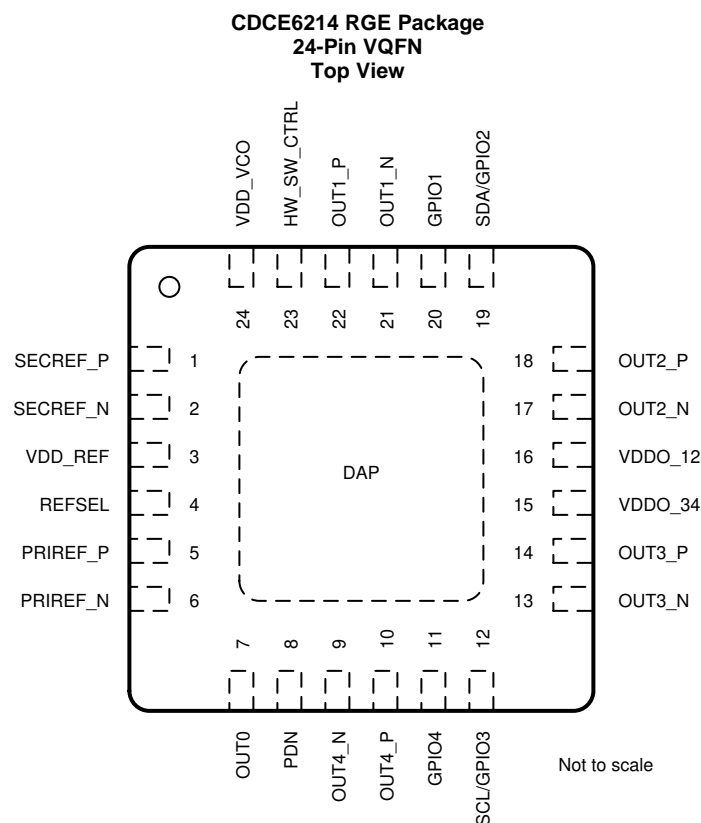 CDCE6214 RGE Package
24-Pin VQFN
Top View
VDD_VCO
HW_SW_CTRL
OUT1_P
OUT1_N
GPIO1
SDA/GPIO2
24
23
22
21
20
19
SECREF_P 1
SECREF_N 2
VDD_REF 3
REFSEL 4
PRIREF_P 5
PRIREF_N 6
DAP
18 OUT2_P
17 OUT2_N
16 VDDO_12
15 VDDO_34
14 OUT3_P
13 OUT3_N
7
8
9
10
11
12
OUT0
PDN
OUT4_N
OUT4_P
GPIO4
SCL/GPIO3
Not to scale